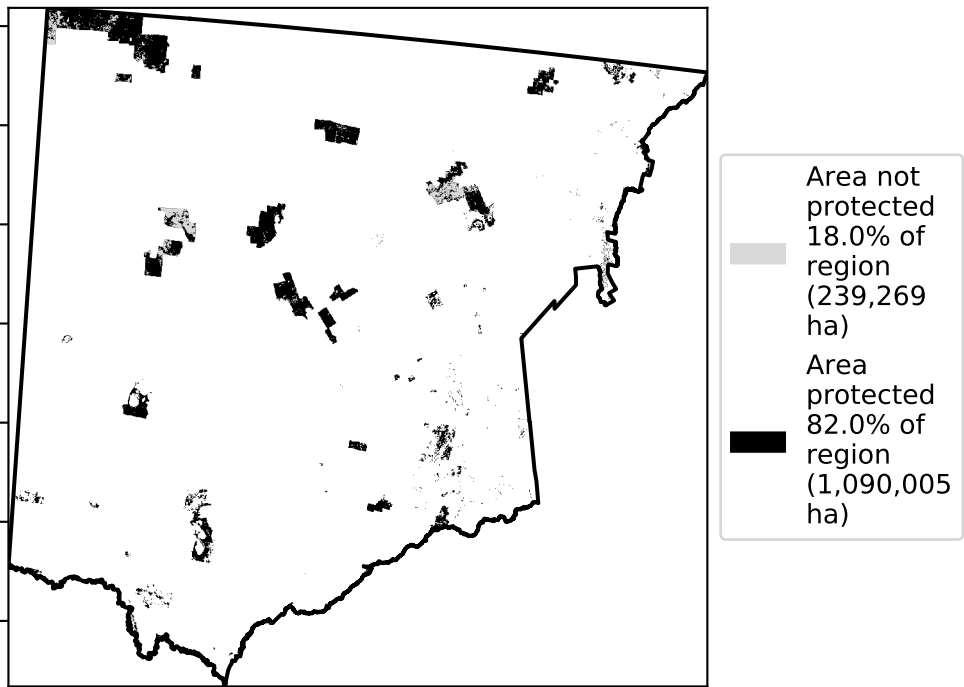 Area not
protected
18.0% of
region
(239,269
ha)
Area
protected
82.0% of
region
(1,090,005
ha)